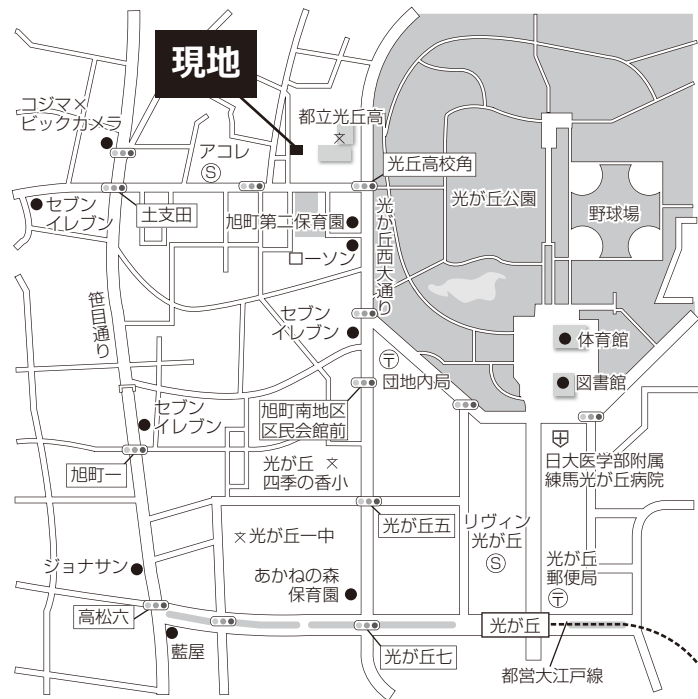 現地
コジマ×
ビックカメラ
都立光丘高
アコレ
Ⓢ
光丘高校角
セブン
イレブン
土支田
旭町第二保育園
光が丘西大通り
光が丘公園
野球場
ローソン
笹目通り
セブン
イレブン
体育館
〒
団地内局
図書館
セブン
イレブン
旭町南地区
区民会館前
旭町一
光が丘
四季の香小
日大医学部附属
練馬光が丘病院
光が丘五
リヴィン
光が丘
Ⓢ
光が丘一中
ジョナサン
あかねの森
保育園
光が丘
郵便局
〒
高松六
光が丘
藍屋
光が丘七
都営大江戸線